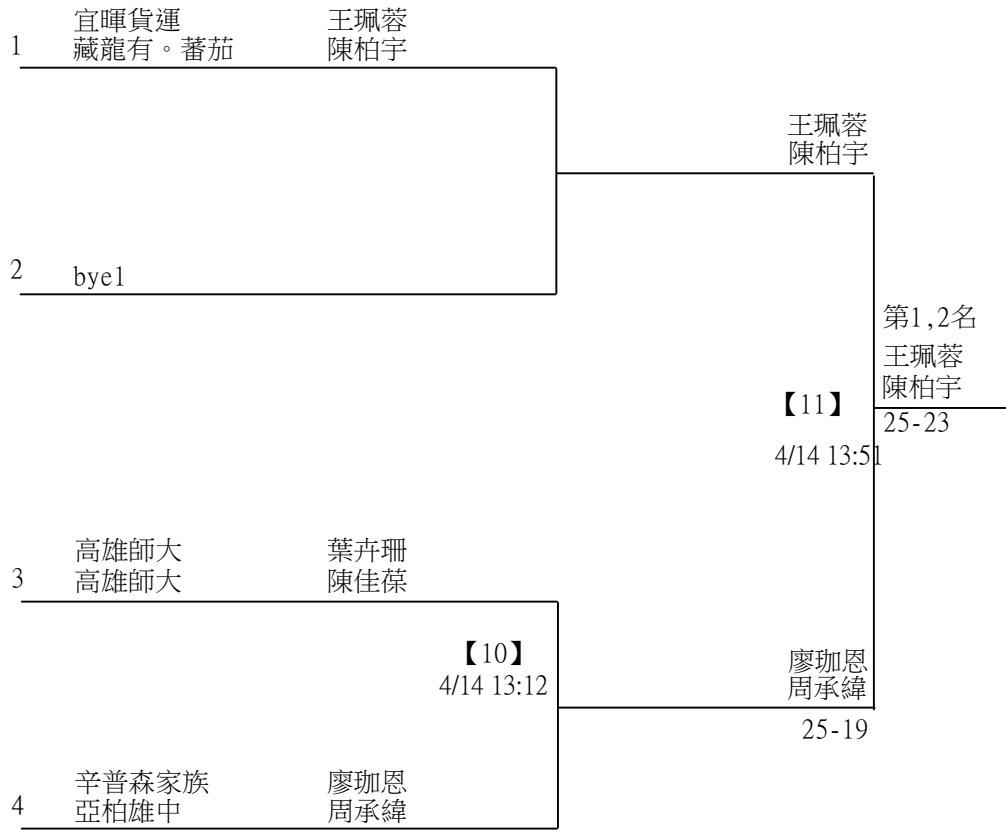 宜暉貨運 王珮蓉
1 藏龍有。蕃茄 陳柏宇
王珮蓉
陳柏宇
2 bye1
第1,2名
王珮蓉
陳柏宇
【11】
25-23
4/14 13:51
高雄師大 葉卉珊
3 高雄師大 陳佳葆
【10】
4/14 13:12
廖珈恩
周承緯
25-19
辛普森家族 廖珈恩
4 亞柏雄中 周承緯